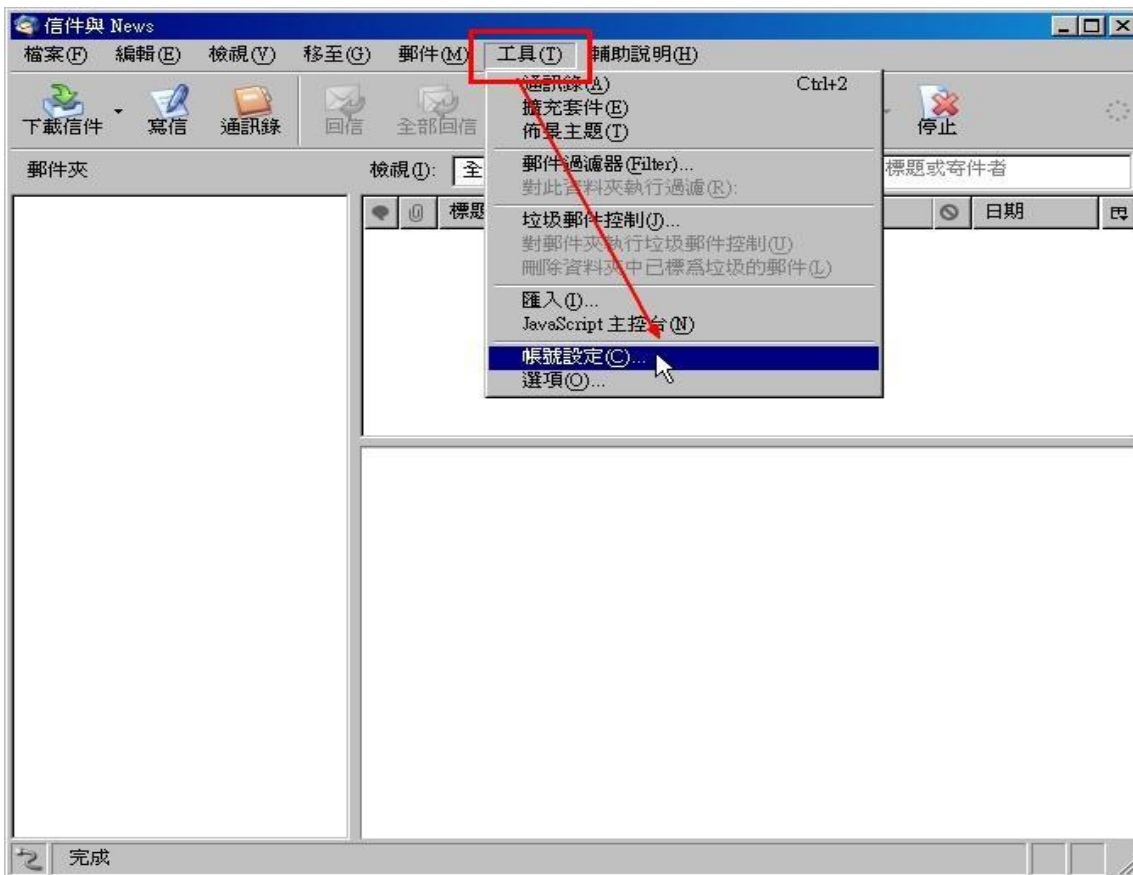 信件與 News
檔案(F) 編輯(E) 檢視(V) 移至(G) 郵件(M) 工具(T) 輔助說明(H)
通訊錄(A) Ctrl+2
擴充套件(E)
佈景主題(T)
下載信件 寫信 通訊錄 回信 全部回信 停止
郵件夾 檢視(I): 全 標題或寄件者
郵件過濾器(Filter)...
對此資料夾執行過濾(R):
標題 日期
垃圾郵件控制(J)...
對郵件夾執行垃圾郵件控制(U)
刪除資料夾中已標為垃圾的郵件(L)
匯入(I)...
JavaScript 主控台(N)
帳號設定(C)...
選項(O)...
完成